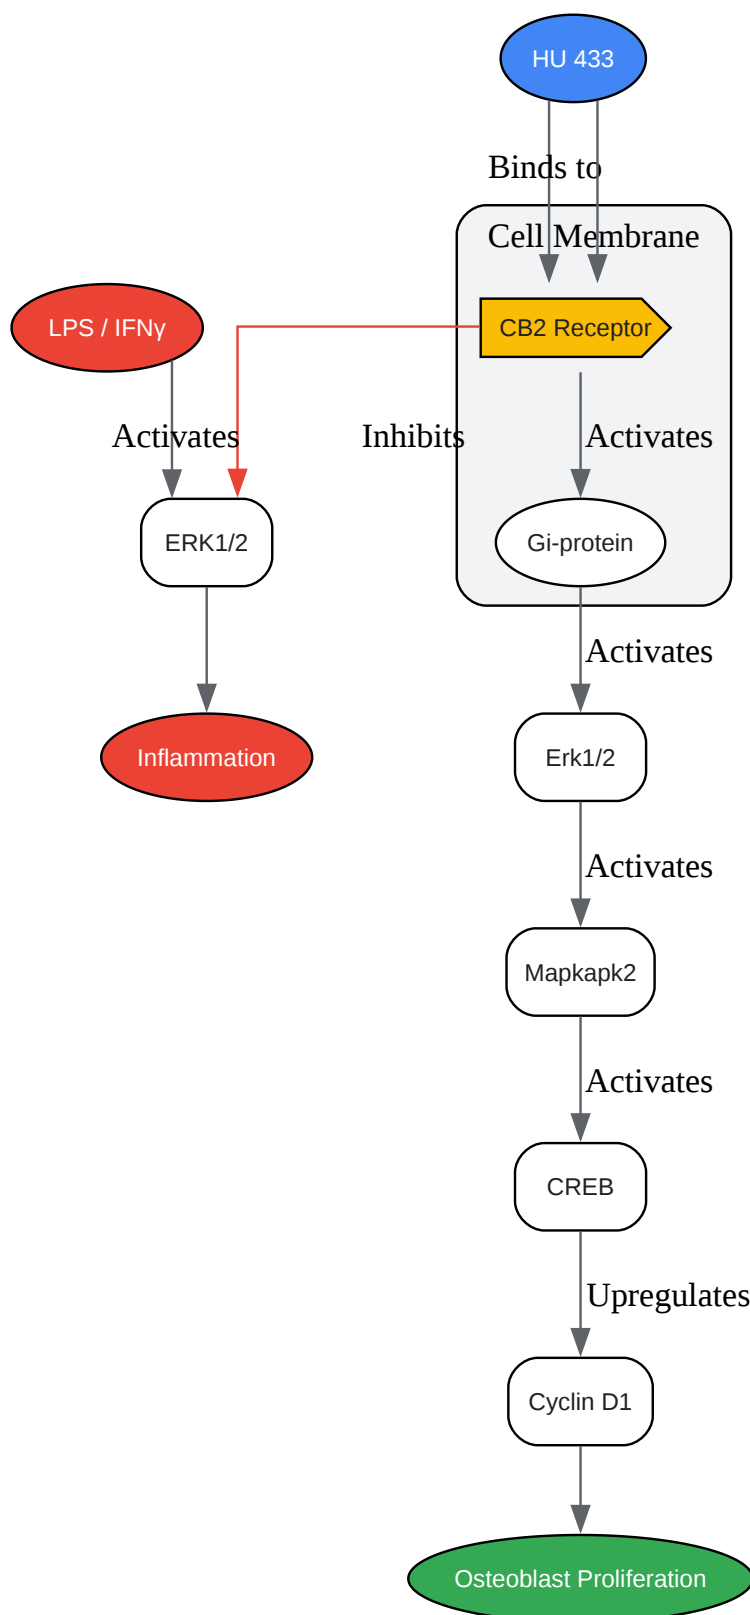 HU 433
Binds to
Cell Membrane
LPS / IFNγ
CB2 Receptor
Activates
Inhibits
Activates
ERK1/2
Gi-protein
Activates
Inflammation
Erk1/2
Activates
Mapkapk2
Activates
CREB
Upregulates
Cyclin D1
Osteoblast Proliferation